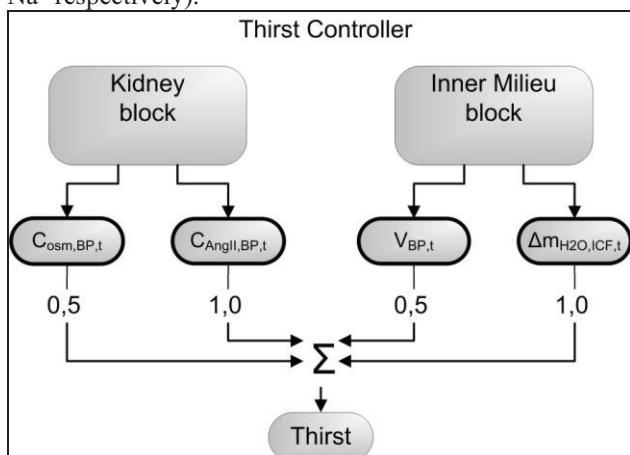 Na⁺ respectively).
Thirst Controller
Kidney
block
Inner Milieu
block
C_osm,BP,t
C_AngII,BP,t
V_BP,t
Δm_H2O,ICF,t
0,5
1,0
0,5
1,0
Σ
Thirst